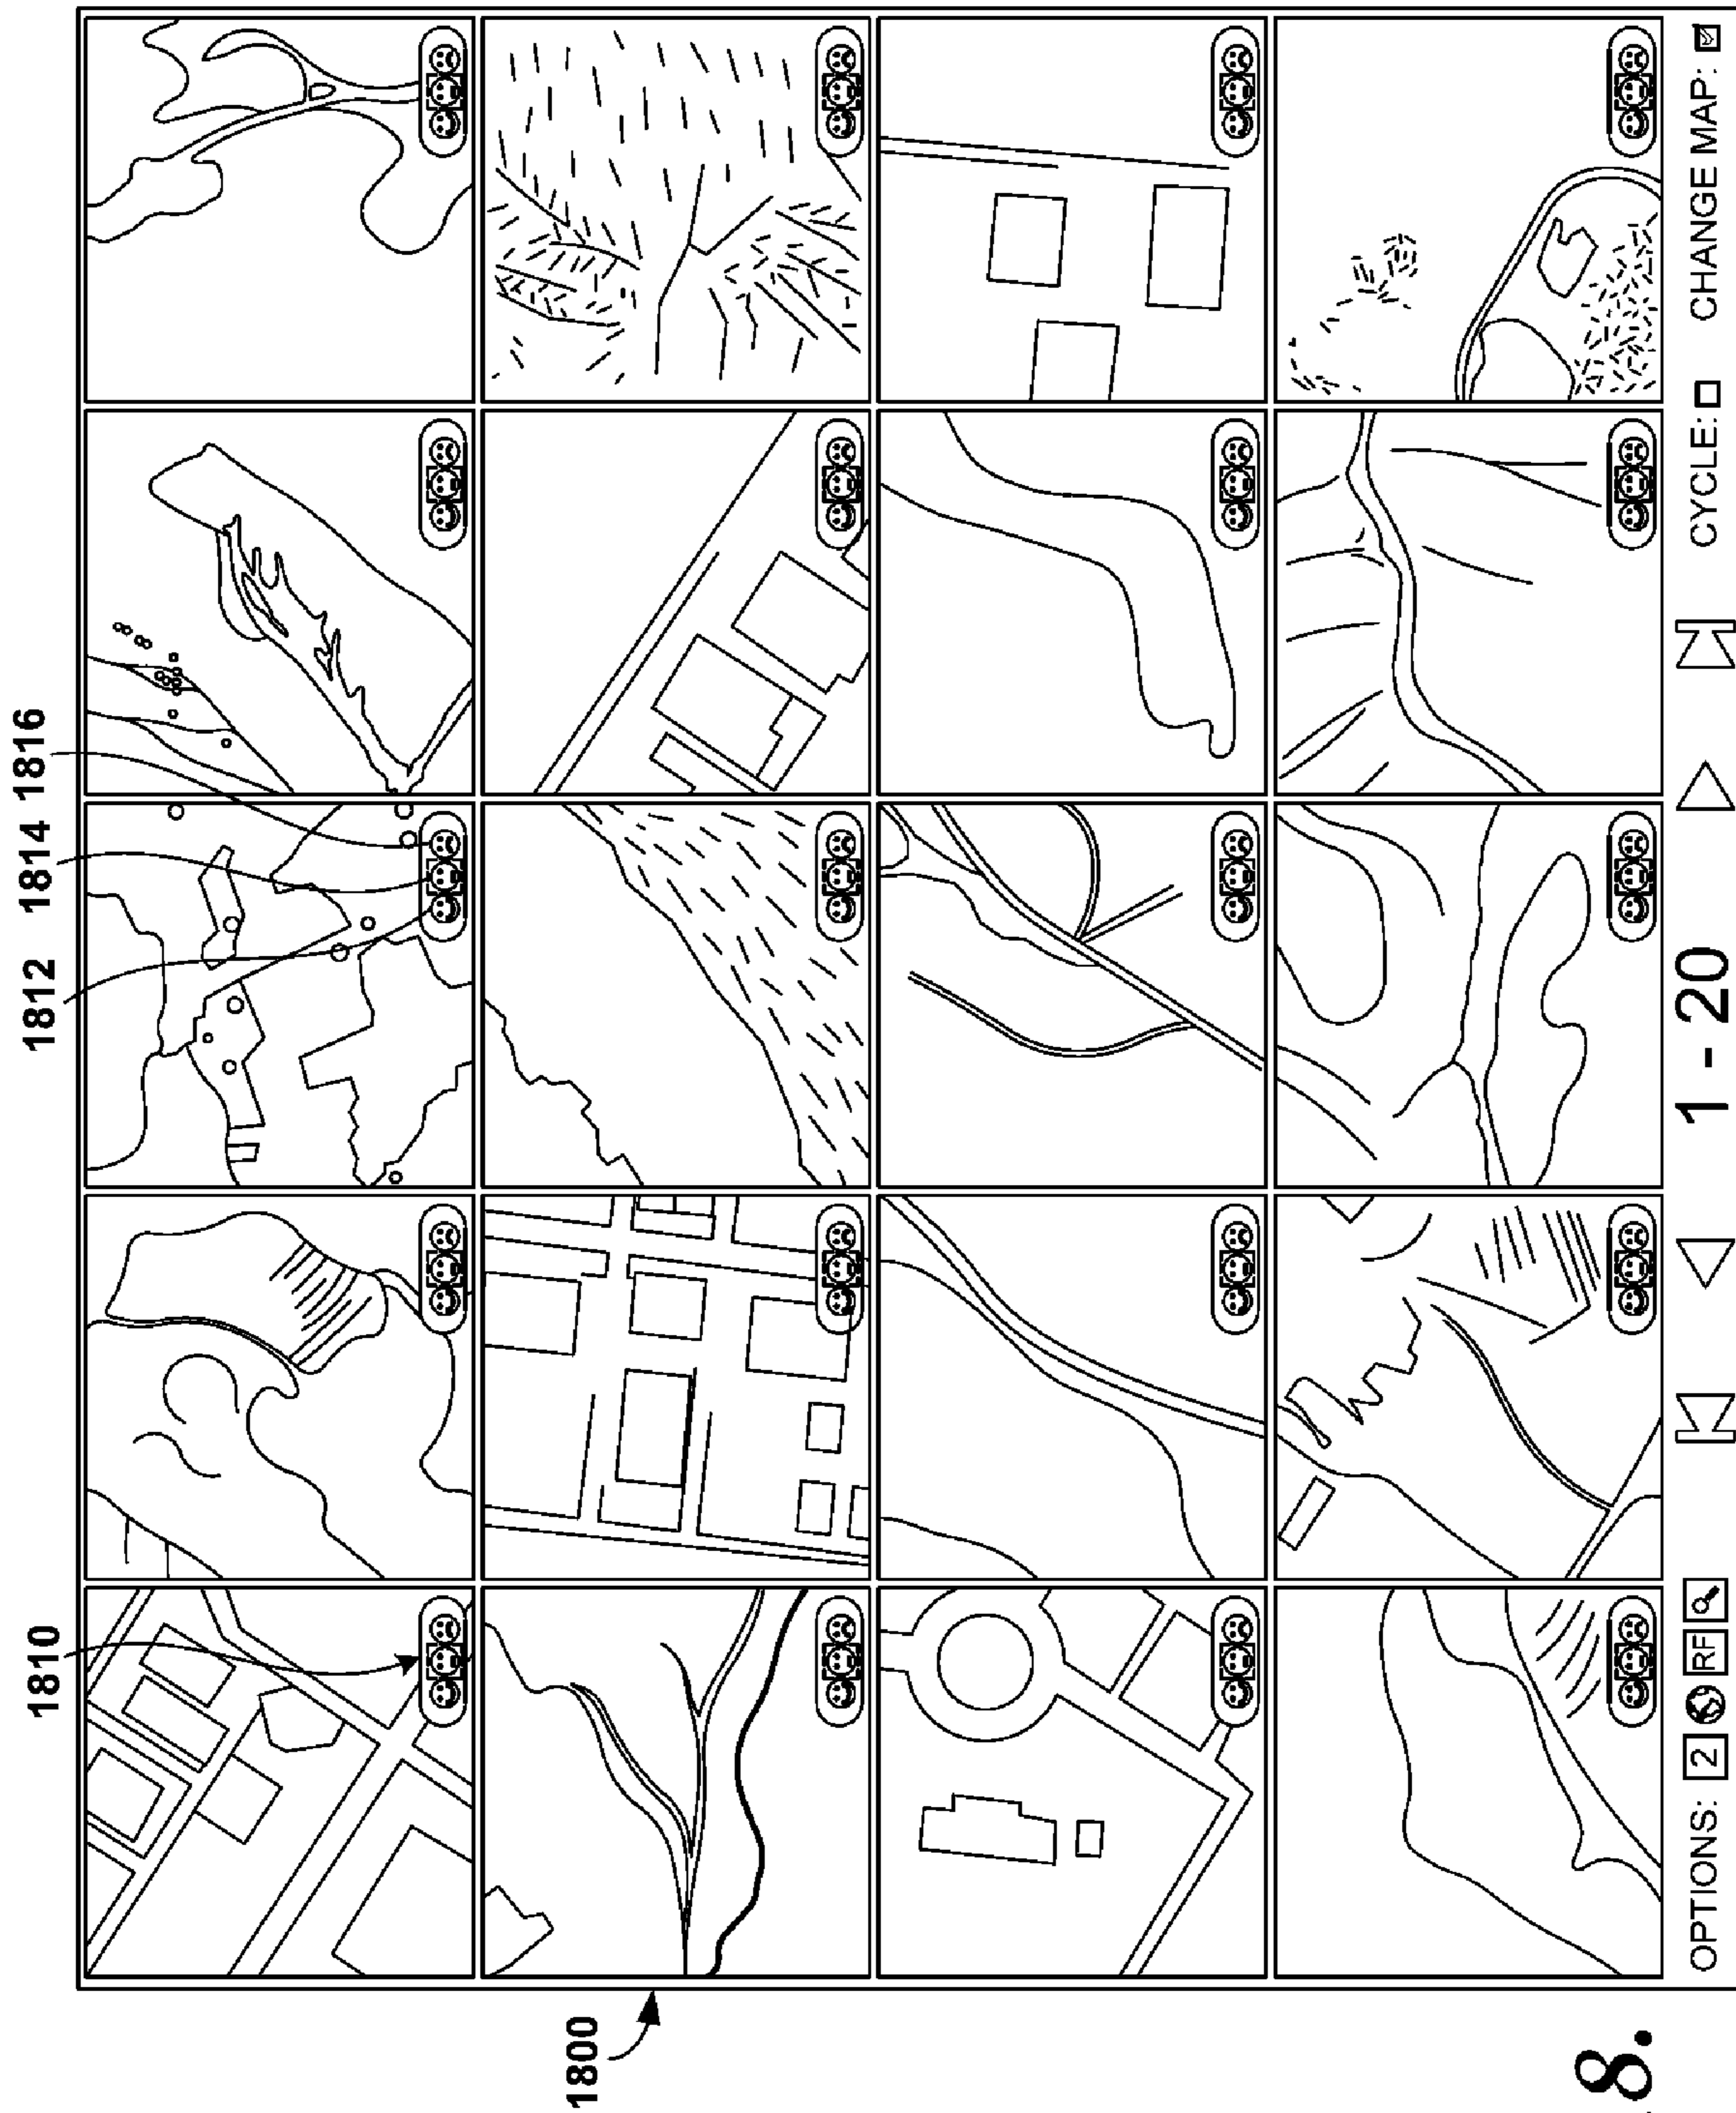 1810
1812
1814
1816
1800
OPTIONS: 2 RF
1 - 20
CYCLE:
CHANGE MAP:
8.